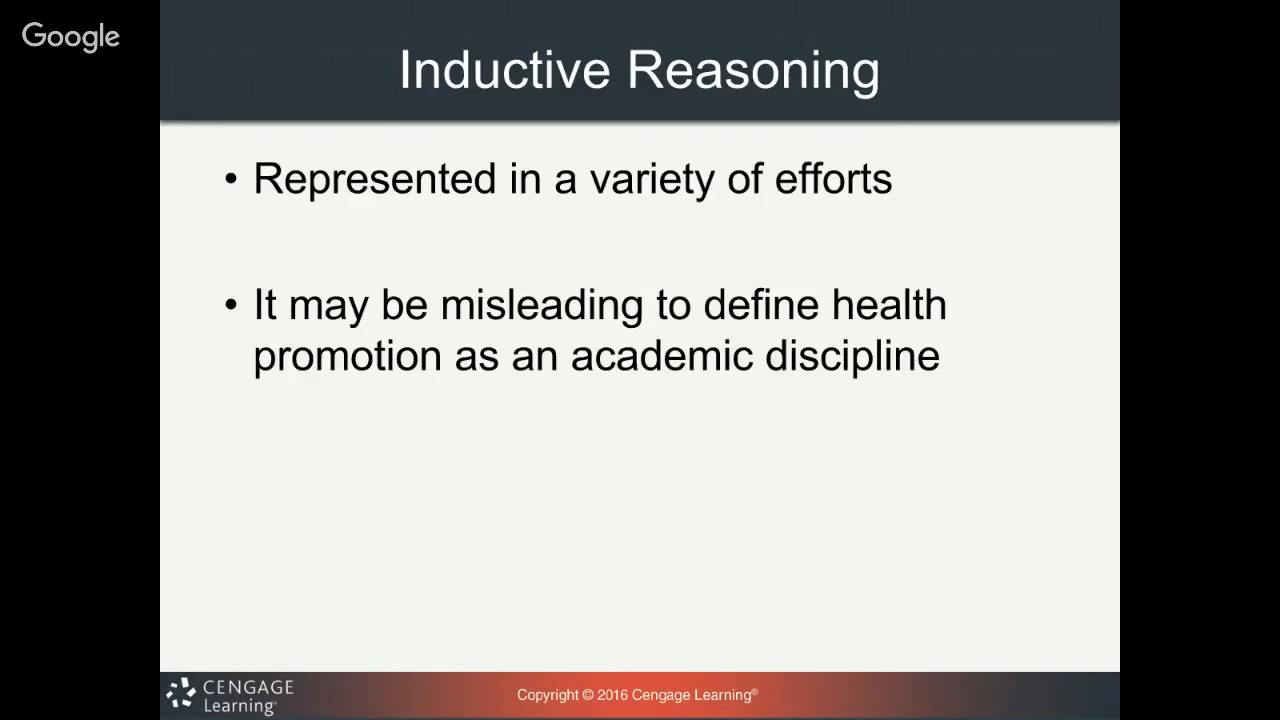 Google
Inductive Reasoning
• Represented in a variety of efforts
• It may be misleading to define health
promotion as an academic discipline
CENGAGE
Learning®
Copyright © 2016 Cengage Learning®